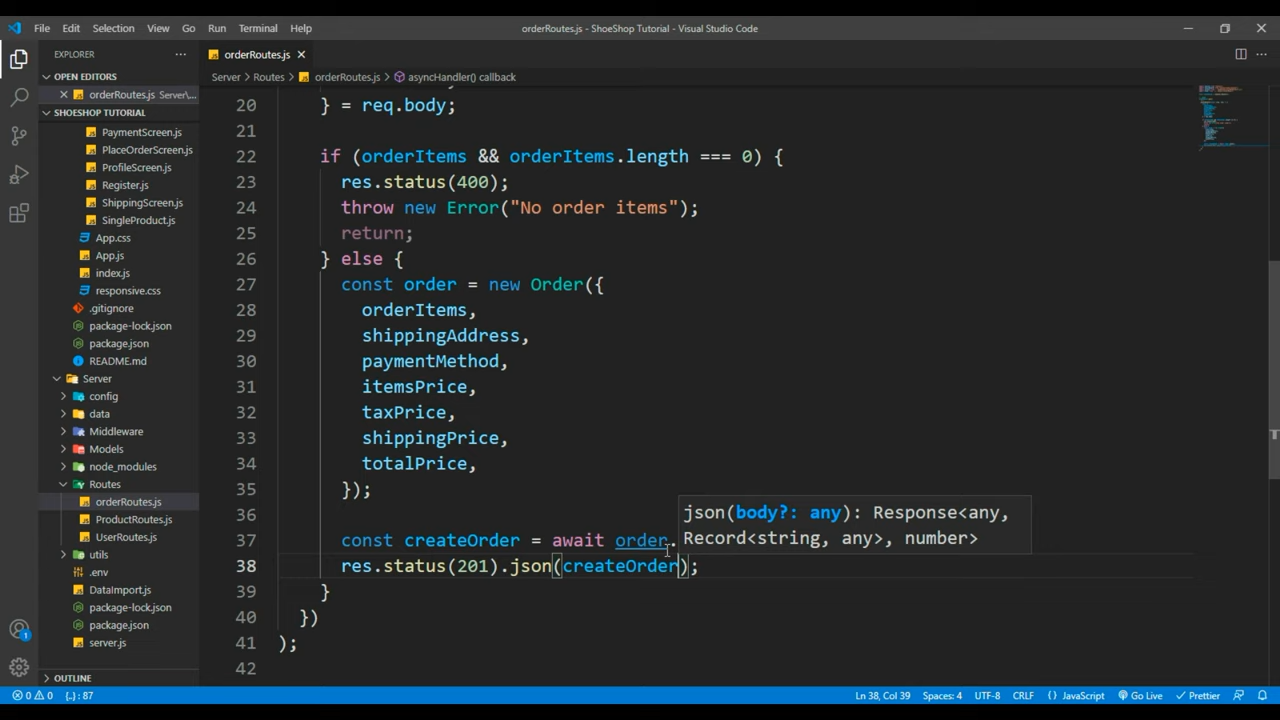 File Edit Selection View Go Run Terminal Help
orderRoutes.js - ShoeShop Tutorial - Visual Studio Code
EXPLORER
OPEN EDITORS
orderRoutes.js Server\...
SHOESHOP TUTORIAL
PaymentScreen.js
PlaceOrderScreen.js
ProfileScreen.js
Register.js
ShippingScreen.js
SingleProduct.js
App.css
App.js
index.js
responsive.css
.gitignore
package-lock.json
package.json
README.md
Server
config
data
Middleware
Models
node_modules
Routes
orderRoutes.js
ProductRoutes.js
UserRoutes.js
utils
.env
DataImport.js
package-lock.json
package.json
server.js
OUTLINE
orderRoutes.js
Server > Routes > orderRoutes.js > asyncHandler() callback
20 } = req.body;
21
22 if (orderItems && orderItems.length === 0) {
23 res.status(400);
24 throw new Error("No order items");
25 return;
26 } else {
27 const order = new Order({
28 orderItems,
29 shippingAddress,
30 paymentMethod,
31 itemsPrice,
32 taxPrice,
33 shippingPrice,
34 totalPrice,
35 });
36
json(body?: any): Response<any,
Record<string, any>, number>
37 const createOrder = await order.
38 res.status(201).json(createOrder);
39 }
40 })
41 );
42
1
0 0 {..} : 87
Ln 38, Col 39 Spaces: 4 UTF-8 CRLF {} JavaScript Go Live Prettier